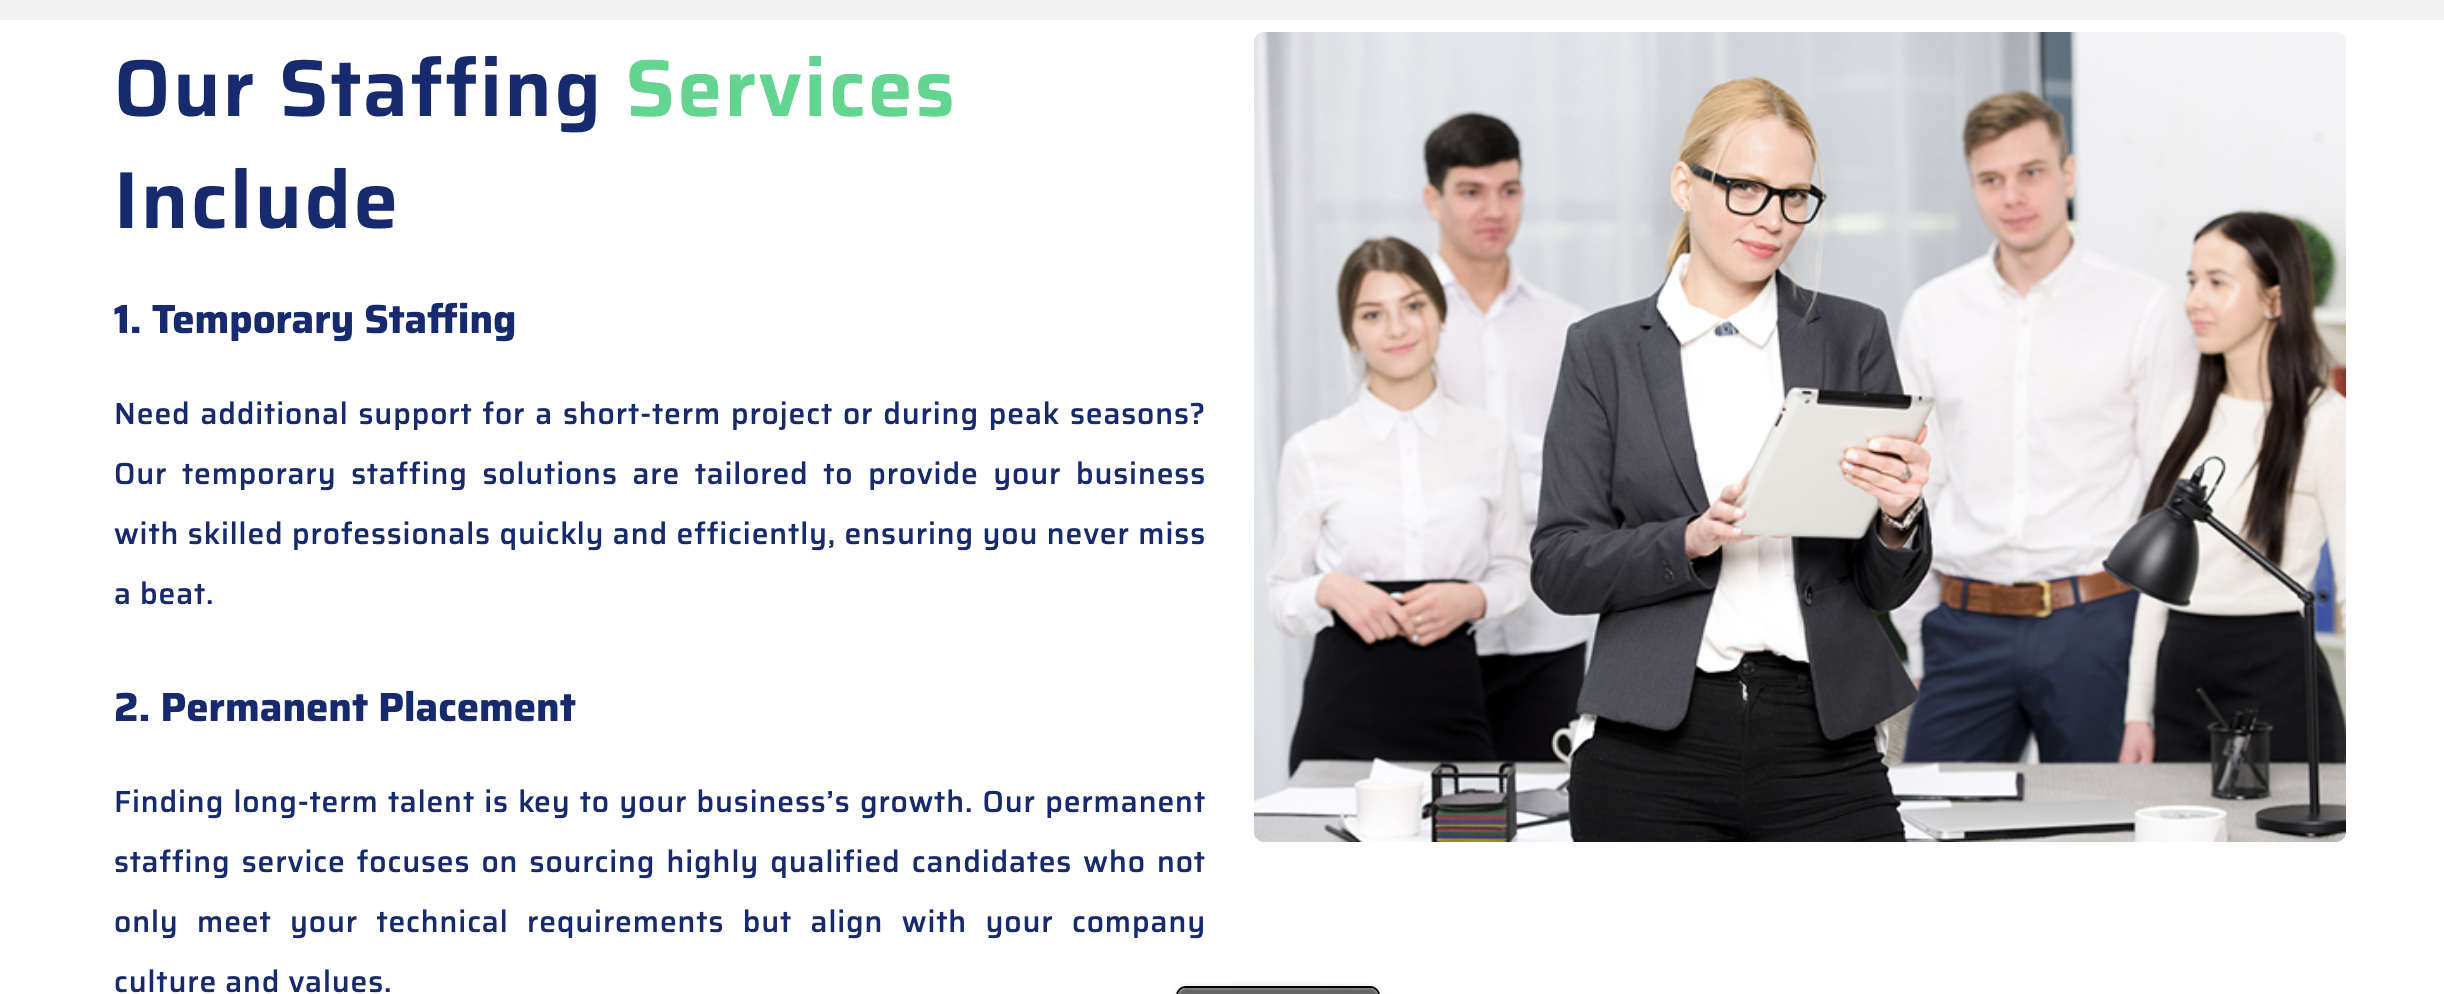 Our Staffing Services
Include
1. Temporary Staffing
Need additional support for a short-term project or during peak seasons?
Our temporary staffing solutions are tailored to provide your business
with skilled professionals quickly and efficiently, ensuring you never miss
a beat.
2. Permanent Placement
Finding long-term talent is key to your business’s growth. Our permanent
staffing service focuses on sourcing highly qualified candidates who not
only meet your technical requirements but align with your company
culture and values.